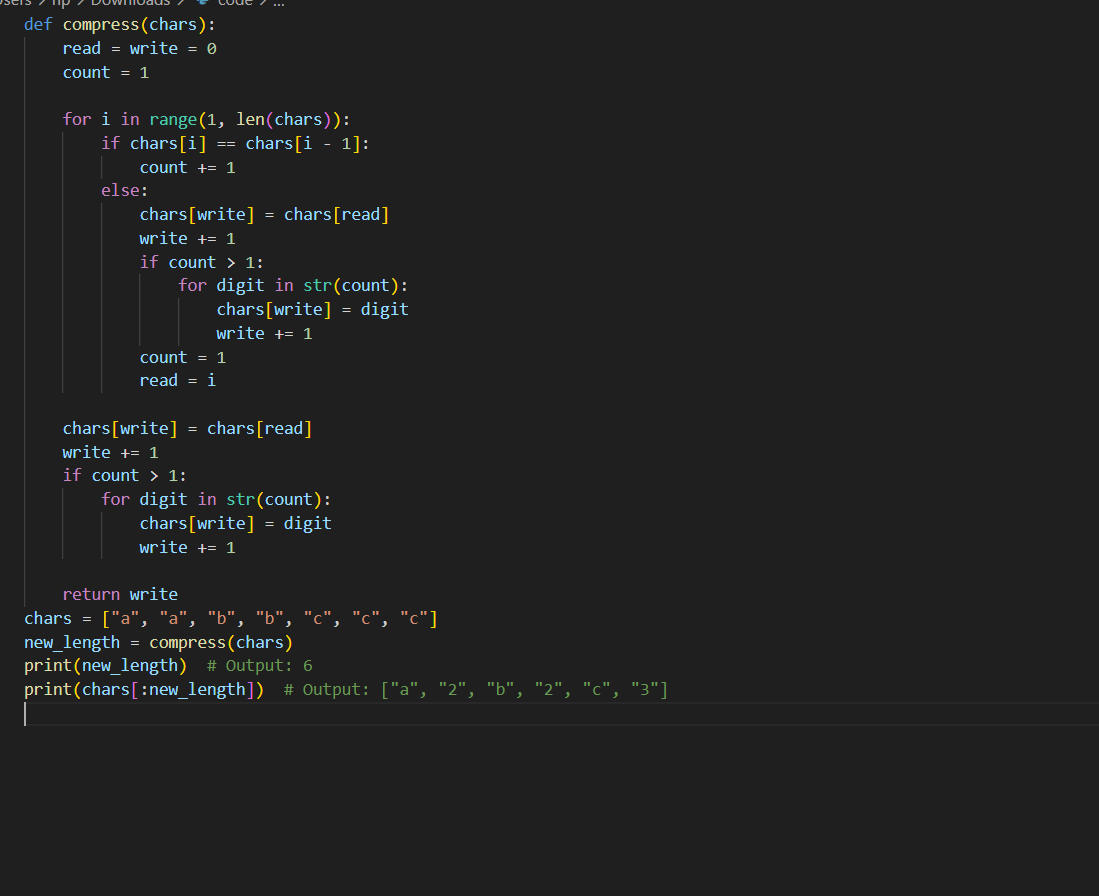 sers > hp > Downloads > code > ...
def compress(chars):
    read = write = 0
    count = 1

    for i in range(1, len(chars)):
        if chars[i] == chars[i - 1]:
            count += 1
        else:
            chars[write] = chars[read]
            write += 1
            if count > 1:
                for digit in str(count):
                    chars[write] = digit
                    write += 1
            count = 1
            read = i

    chars[write] = chars[read]
    write += 1
    if count > 1:
        for digit in str(count):
            chars[write] = digit
            write += 1

    return write
chars = ["a", "a", "b", "b", "c", "c", "c"]
new_length = compress(chars)
print(new_length)  # Output: 6
print(chars[:new_length])  # Output: ["a", "2", "b", "2", "c", "3"]